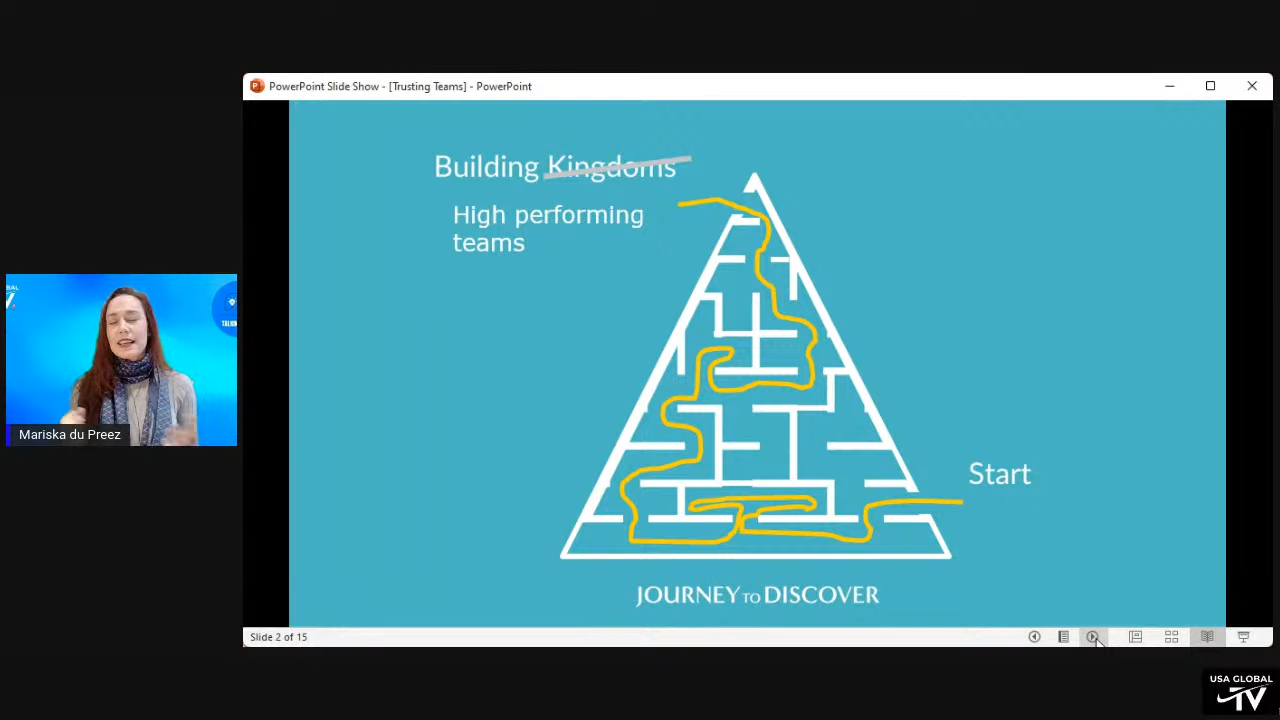 PowerPoint Slide Show - [Trusting Teams] - PowerPoint
Building Kingdoms
High performing
teams
Start
JOURNEY TO DISCOVER
Slide 2 of 15
Mariska du Preez
USA GLOBAL
TV